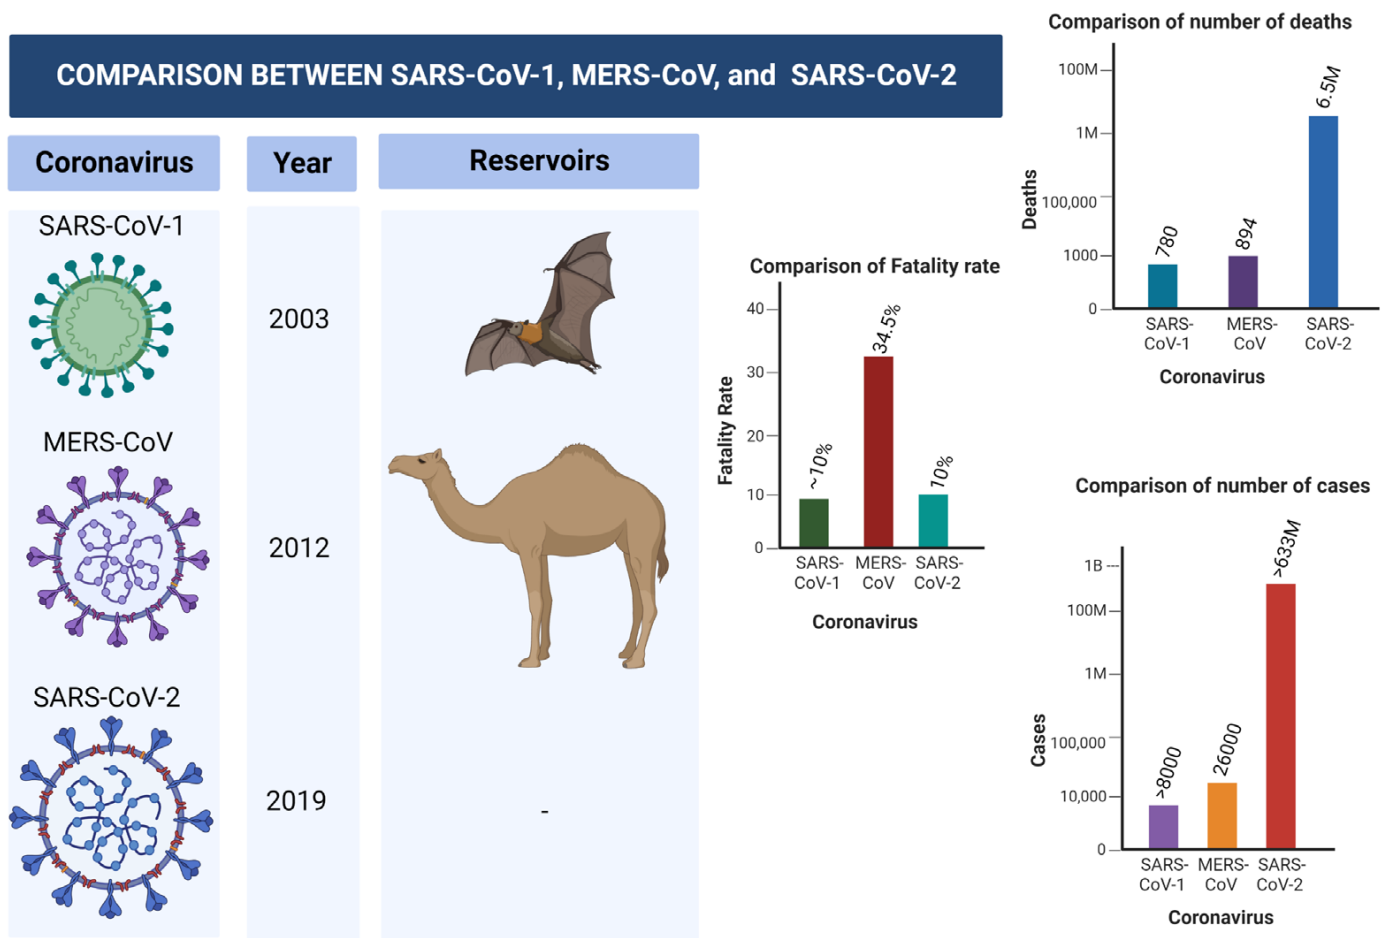 COMPARISON BETWEEN SARS-CoV-1, MERS-CoV, and SARS-CoV-2
Coronavirus
Year
Reservoirs
SARS-CoV-1
2003
MERS-CoV
2012
SARS-CoV-2
2019
-
Comparison of Fatality rate
Fatality Rate
40
30
20
10
0
~10%
34.5%
10%
SARS-
CoV-1
MERS-
CoV
SARS-
CoV-2
Coronavirus
Comparison of number of deaths
Deaths
100M
1M
100,000
1000
0
780
894
6.5M
SARS-
CoV-1
MERS-
CoV
SARS-
CoV-2
Coronavirus
Comparison of number of cases
Cases
1B
100M
1M
100,000
10,000
0
>8000
26000
>633M
SARS-
CoV-1
MERS-
CoV
SARS-
CoV-2
Coronavirus